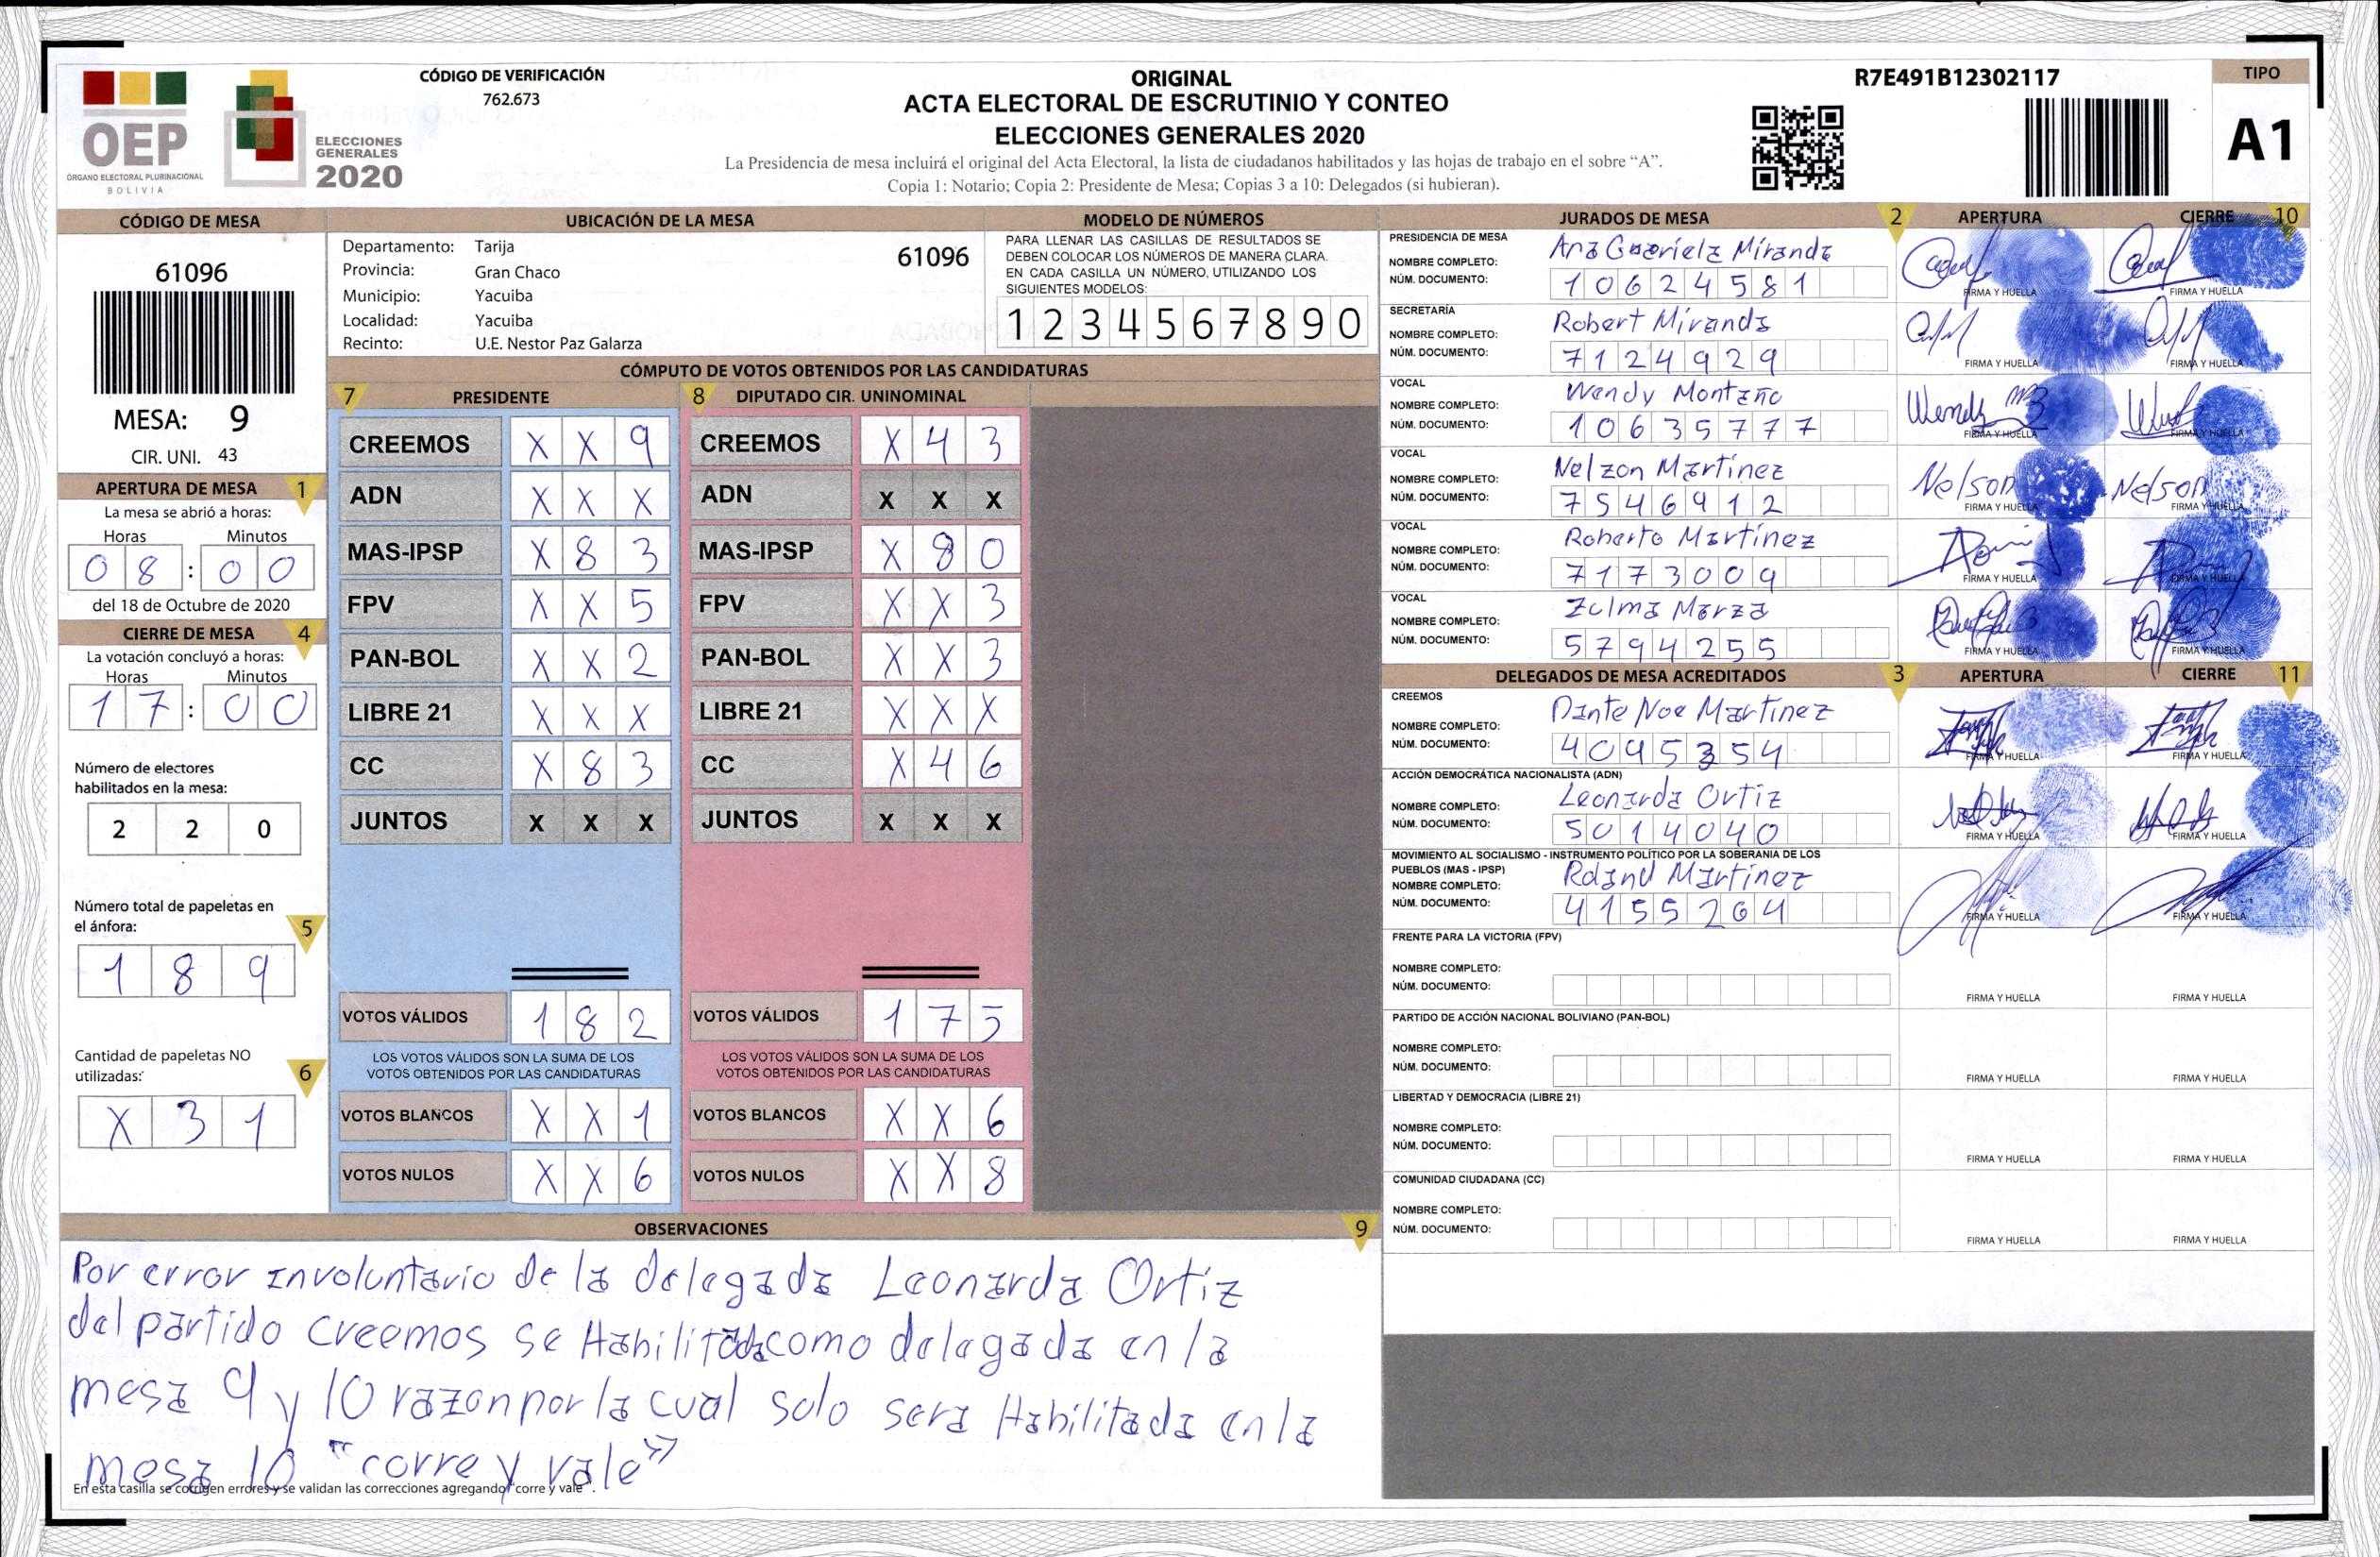 OEP
ÓRGANO ELECTORAL PLURINACIONAL
BOLIVIA
ELECCIONES
GENERALES
2020
CÓDIGO DE VERIFICACIÓN
762.673
ORIGINAL
ACTA ELECTORAL DE ESCRUTINIO Y CONTEO
ELECCIONES GENERALES 2020
La Presidencia de mesa incluirá el original del Acta Electoral, la lista de ciudadanos habilitados y las hojas de trabajo en el sobre “A”.
Copia 1: Notario; Copia 2: Presidente de Mesa; Copias 3 a 10: Delegados (si hubieran).
R7E491B12302117
TIPO
A1
CÓDIGO DE MESA
61096
MESA: 9
CIR. UNI. 43
APERTURA DE MESA 1
La mesa se abrió a horas:
Horas Minutos
0 8 : 0 0
del 18 de Octubre de 2020
CIERRE DE MESA 4
La votación concluyó a horas:
Horas Minutos
1 7 : 0 0
Número de electores
habilitados en la mesa:
2 2 0
Número total de papeletas en
el ánfora: 5
1 8 9
Cantidad de papeletas NO
utilizadas: 6
X 3 1
UBICACIÓN DE LA MESA
Departamento: Tarija
Provincia: Gran Chaco
Municipio: Yacuiba
Localidad: Yacuiba
Recinto: U.E. Nestor Paz Galarza
61096
MODELO DE NÚMEROS
PARA LLENAR LAS CASILLAS DE RESULTADOS SE
DEBEN COLOCAR LOS NÚMEROS DE MANERA CLARA.
EN CADA CASILLA UN NÚMERO, UTILIZANDO LOS
SIGUIENTES MODELOS:
1 2 3 4 5 6 7 8 9 0
CÓMPUTO DE VOTOS OBTENIDOS POR LAS CANDIDATURAS
7 PRESIDENTE
CREEMOS X X 9
ADN X X X
MAS-IPSP X 8 3
FPV X X 5
PAN-BOL X X 2
LIBRE 21 X X X
CC X 8 3
JUNTOS X X X
VOTOS VÁLIDOS 1 8 2
LOS VOTOS VÁLIDOS SON LA SUMA DE LOS
VOTOS OBTENIDOS POR LAS CANDIDATURAS
VOTOS BLANCOS X X 1
VOTOS NULOS X X 6
8 DIPUTADO CIR. UNINOMINAL
CREEMOS X 4 3
ADN X X X
MAS-IPSP X 8 0
FPV X X 3
PAN-BOL X X 3
LIBRE 21 X X X
CC X 4 6
JUNTOS X X X
VOTOS VÁLIDOS 1 7 5
LOS VOTOS VÁLIDOS SON LA SUMA DE LOS
VOTOS OBTENIDOS POR LAS CANDIDATURAS
VOTOS BLANCOS X X 6
VOTOS NULOS X X 8
JURADOS DE MESA 2 APERTURA CIERRE 10
PRESIDENCIA DE MESA
NOMBRE COMPLETO: Ana Gabriela Miranda
NÚM. DOCUMENTO: 10624581
FIRMA Y HUELLA FIRMA Y HUELLA
SECRETARÍA
NOMBRE COMPLETO: Robert Miranda
NÚM. DOCUMENTO: 7124929
FIRMA Y HUELLA FIRMA Y HUELLA
VOCAL
NOMBRE COMPLETO: Wendy Montaño
NÚM. DOCUMENTO: 10635777
Wendy
FIRMA Y HUELLA FIRMA Y HUELLA
VOCAL
NOMBRE COMPLETO: Nelzon Martinez
NÚM. DOCUMENTO: 7546912
Nelson Nelson
FIRMA Y HUELLA FIRMA Y HUELLA
VOCAL
NOMBRE COMPLETO: Roberto Martinez
NÚM. DOCUMENTO: 7173009
FIRMA Y HUELLA FIRMA Y HUELLA
VOCAL
NOMBRE COMPLETO: Zulma Marza
NÚM. DOCUMENTO: 5794255
FIRMA Y HUELLA FIRMA Y HUELLA
DELEGADOS DE MESA ACREDITADOS 3 APERTURA CIERRE 11
CREEMOS
NOMBRE COMPLETO: Dante Noe Martinez
NÚM. DOCUMENTO: 4095354
FIRMA Y HUELLA FIRMA Y HUELLA
ACCIÓN DEMOCRÁTICA NACIONALISTA (ADN)
NOMBRE COMPLETO: Leonarda Ortiz
NÚM. DOCUMENTO: 5014040
FIRMA Y HUELLA FIRMA Y HUELLA
MOVIMIENTO AL SOCIALISMO - INSTRUMENTO POLÍTICO POR LA SOBERANIA DE LOS
PUEBLOS (MAS - IPSP)
NOMBRE COMPLETO: Roland Martinez
NÚM. DOCUMENTO: 4155264
FIRMA Y HUELLA FIRMA Y HUELLA
FRENTE PARA LA VICTORIA (FPV)
NOMBRE COMPLETO:
NÚM. DOCUMENTO:
FIRMA Y HUELLA FIRMA Y HUELLA
PARTIDO DE ACCIÓN NACIONAL BOLIVIANO (PAN-BOL)
NOMBRE COMPLETO:
NÚM. DOCUMENTO:
FIRMA Y HUELLA FIRMA Y HUELLA
LIBERTAD Y DEMOCRACIA (LIBRE 21)
NOMBRE COMPLETO:
NÚM. DOCUMENTO:
FIRMA Y HUELLA FIRMA Y HUELLA
COMUNIDAD CIUDADANA (CC)
NOMBRE COMPLETO:
NÚM. DOCUMENTO:
FIRMA Y HUELLA FIRMA Y HUELLA
OBSERVACIONES 9
Por error involuntario de la delegada Leonarda Ortiz
del partido creemos se Habilito como delegada en la
mesa 9 y 10 razon por la cual solo sera Habilitada en la
mesa 10 "corre y vale"
En esta casilla se corrigen errores y se validan las correcciones agregando "corre y vale".